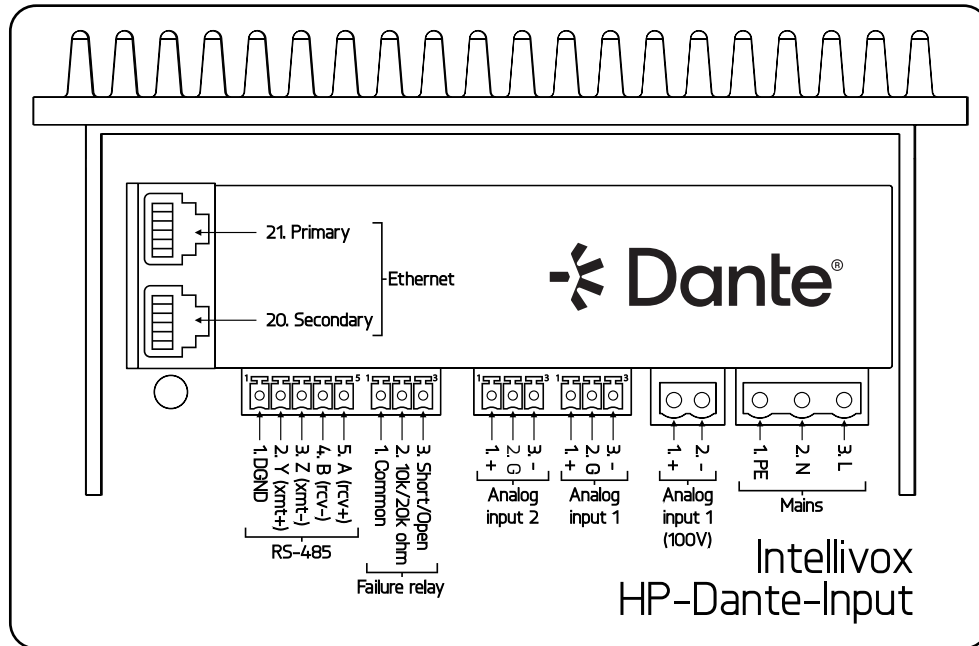 21. Primary
Ethernet
20. Secondary
Dante®
1 5 1 3 1 3 1 3
1. DGND
2. Y (xmt+)
3. Z (xmt-)
4. B (rcv-)
5. A (rcv+)
RS-485
1. Common
2. 10k/20k ohm
3. Short/Open
Failure relay
1. +
2. G
3. -
Analog
input 2
1. +
2. G
3. -
Analog
input 1
1. +
2. -
Analog
input 1
(100V)
1. PE
2. N
3. L
Mains
Intellivox
HP-Dante-Input